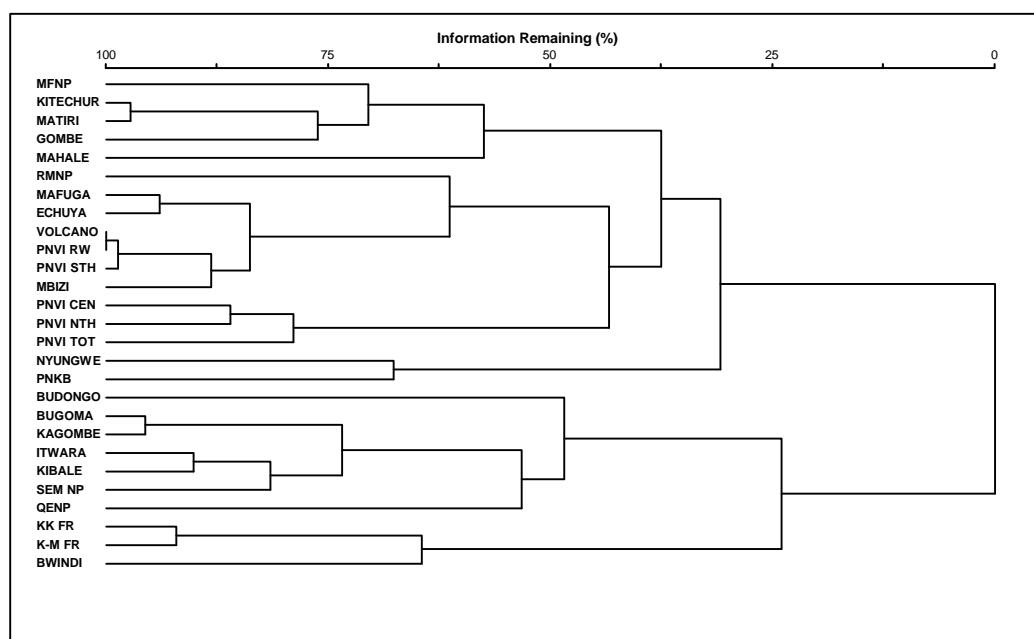 Information Remaining (%)
100 75 50 25 0
MFNP
KITECHUR
MATIRI
GOMBE
MAHALE
RMNP
MAFUGA
ECHUYA
VOLCANO
PNVI RW
PNVI STH
MBIZI
PNVI CEN
PNVI NTH
PNVI TOT
NYUNGWE
PNKB
BUDONGO
BUGOMA
KAGOMBE
ITWARA
KIBALE
SEM NP
QENP
KK FR
K-M FR
BWINDI